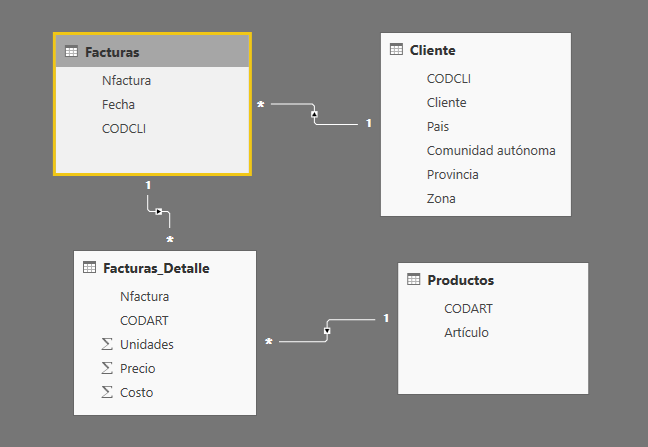 Facturas
Nfactura
Fecha
CODCLI
Cliente
CODCLI
Cliente
Pais
Comunidad autónoma
Provincia
Zona
*
1
1
*
Facturas_Detalle
Nfactura
CODART
Σ Unidades
Σ Precio
Σ Costo
*
1
Productos
CODART
Artículo